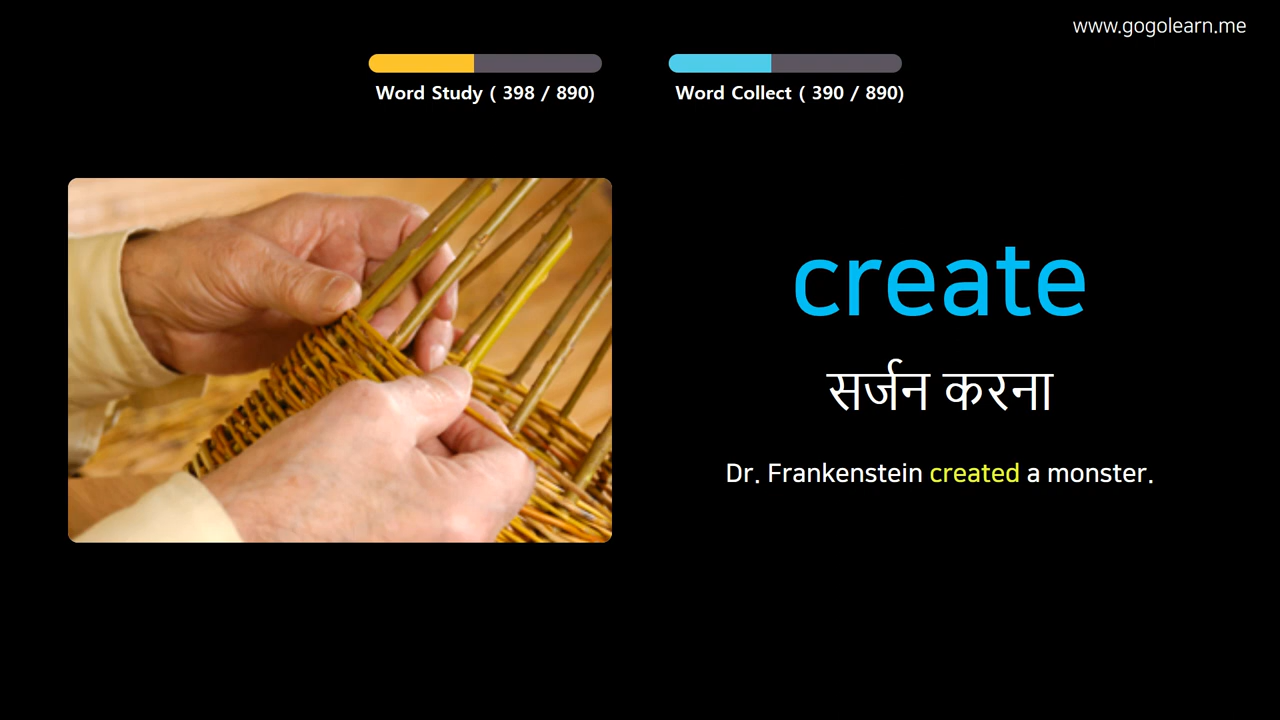 www.gogolearn.me
Word Study ( 398 / 890)
Word Collect ( 390 / 890)
create
सर्जन करना
Dr. Frankenstein created a monster.